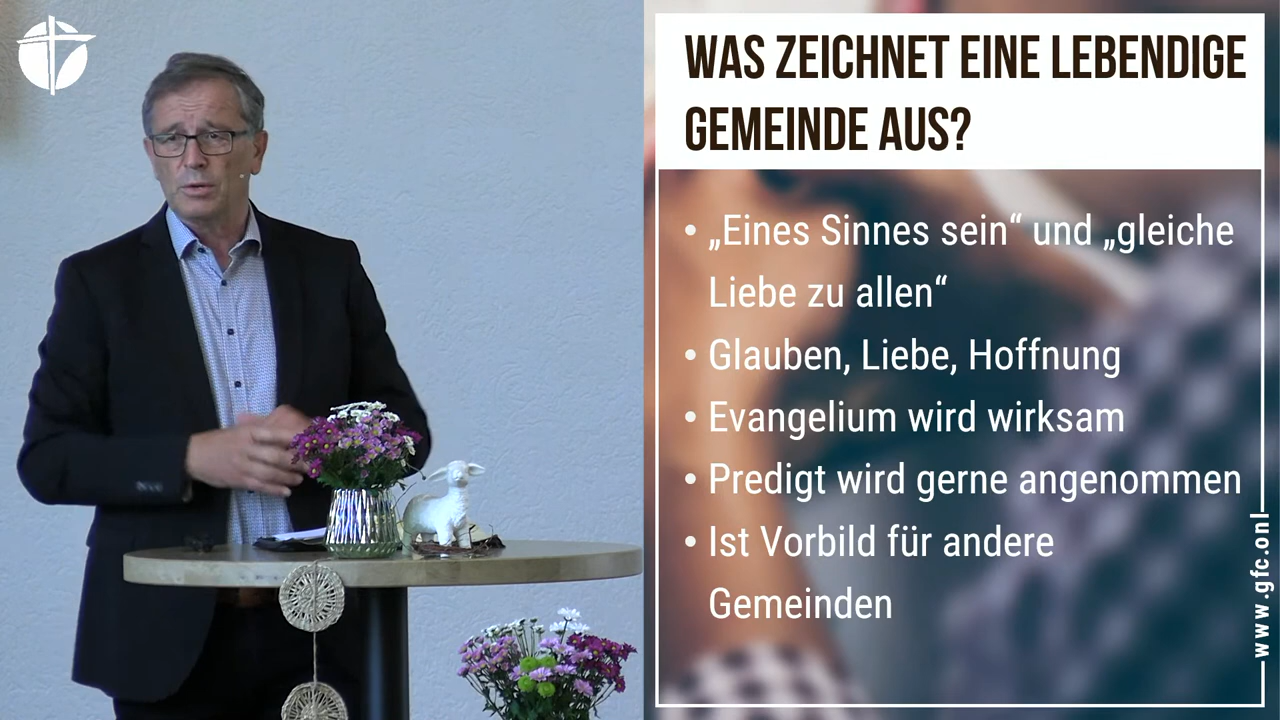 WAS ZEICHNET EINE LEBENDIGE
GEMEINDE AUS?
• „Eines Sinnes sein“ und „gleiche
Liebe zu allen“
• Glauben, Liebe, Hoffnung
• Evangelium wird wirksam
• Predigt wird gerne angenommen
• Ist Vorbild für andere
Gemeinden
www.gfc.onl